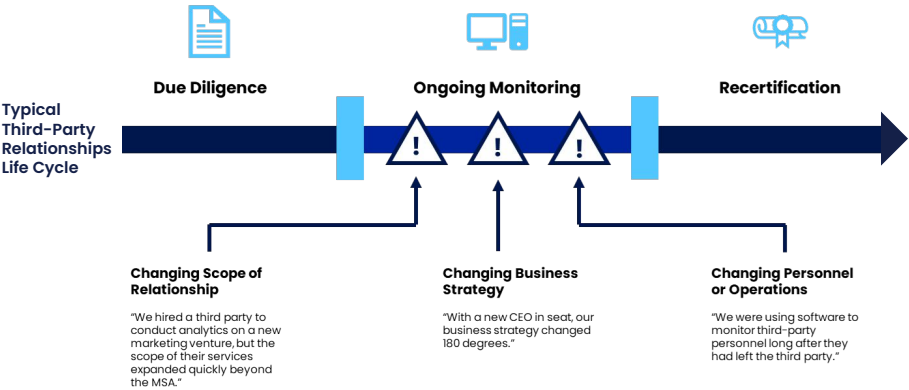 Due Diligence
Ongoing Monitoring
Recertification
Typical
Third-Party
Relationships
Life Cycle
!
!
!
Changing Scope of
Relationship
“We hired a third party to
conduct analytics on a new
marketing venture, but the
scope of their services
expanded quickly beyond
the MSA.”
Changing Business
Strategy
“With a new CEO in seat, our
business strategy changed
180 degrees.”
Changing Personnel
or Operations
“We were using software to
monitor third-party
personnel long after they
had left the third party.”